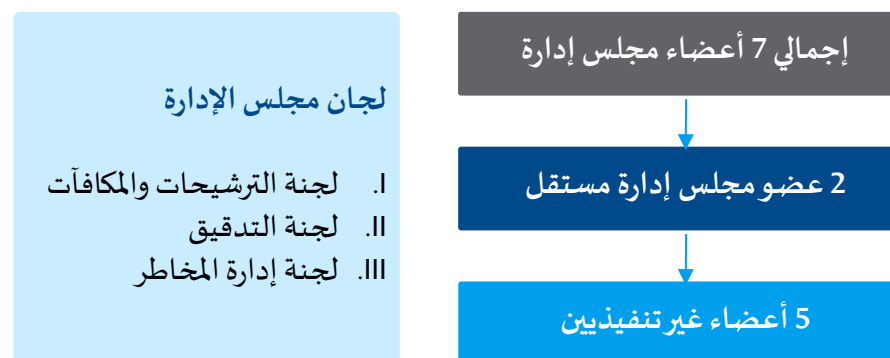 إجمالي 7 أعضاء مجلس إدارة
2 عضو مجلس إدارة مستقل
5 أعضاء غير تنفيذيين
لجان مجلس الإدارة
I. لجنة الترشيحات والمكافآت
II. لجنة التدقيق
III. لجنة إدارة المخاطر